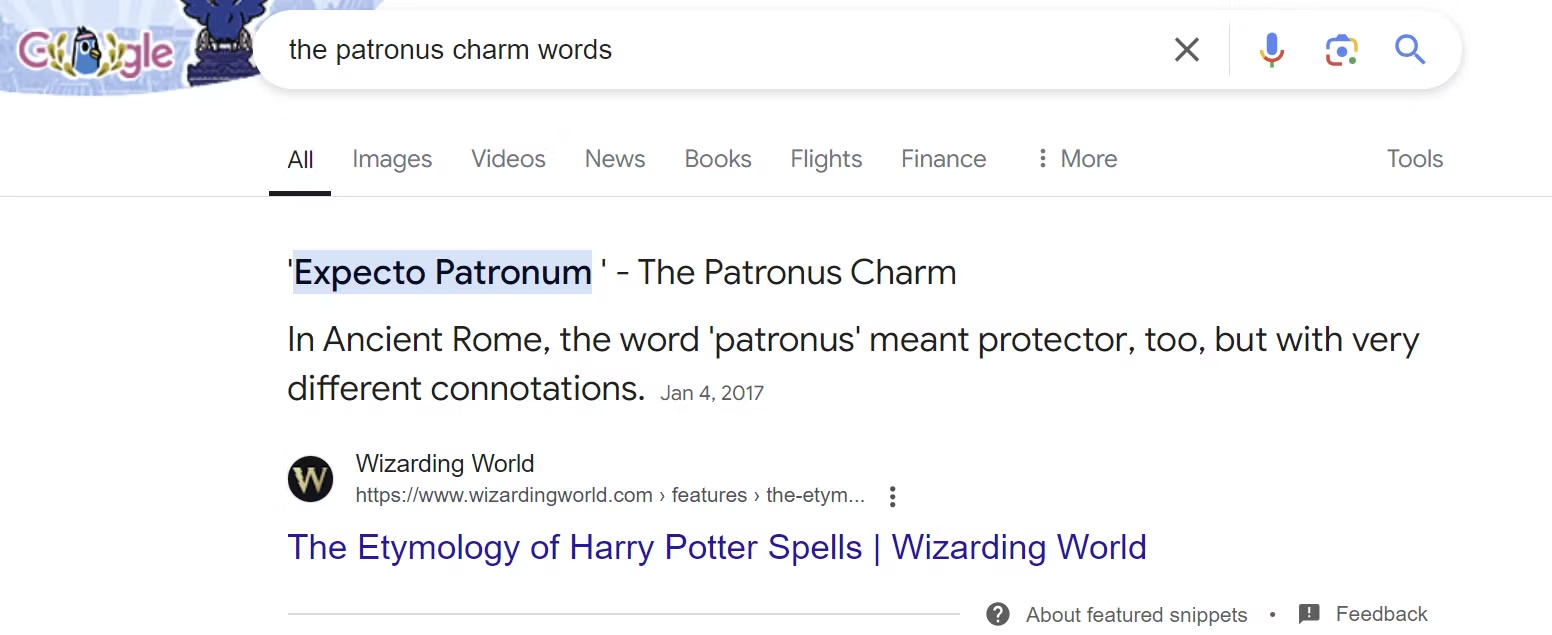 Google
the patronus charm words
All Images Videos News Books Flights Finance More Tools
'Expecto Patronum ' - The Patronus Charm
In Ancient Rome, the word 'patronus' meant protector, too, but with very
different connotations. Jan 4, 2017
W
Wizarding World
https://www.wizardingworld.com › features › the-etym...
The Etymology of Harry Potter Spells | Wizarding World
About featured snippets • Feedback